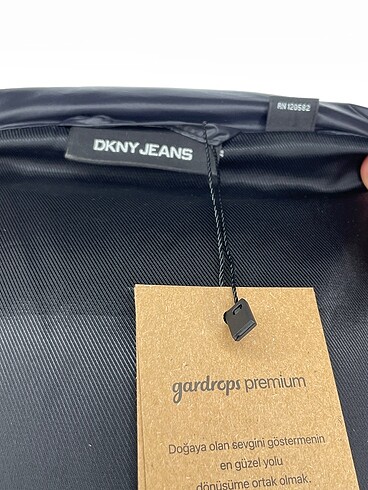 RN 120582
DKNY JEANS
gardrops premium
Doğaya olan sevgini göstermenin
en güzel yolu
dönüşüme ortak olmak.